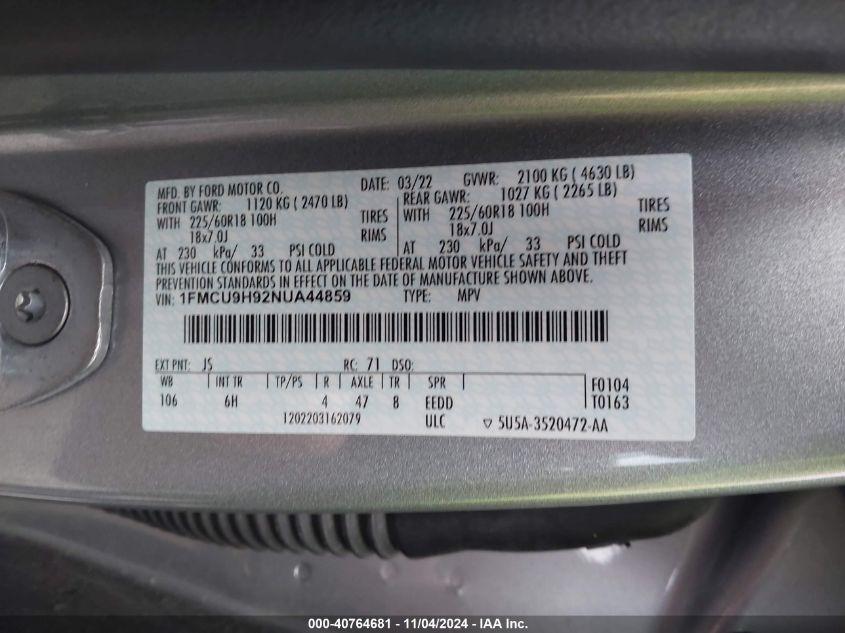 MFD. BY FORD MOTOR CO. DATE: 03/22 GVWR: 2100 KG ( 4630 LB)
FRONT GAWR: 1120 KG ( 2470 LB) REAR GAWR: 1027 KG ( 2265 LB)
WITH 225/60R18 100H TIRES WITH 225/60R18 100H TIRES
18x7.0J RIMS 18x7.0J RIMS
AT 230 kPa/ 33 PSI COLD AT 230 kPa/ 33 PSI COLD
THIS VEHICLE CONFORMS TO ALL APPLICABLE FEDERAL MOTOR VEHICLE SAFETY AND THEFT
PREVENTION STANDARDS IN EFFECT ON THE DATE OF MANUFACTURE SHOWN ABOVE.
VIN: 1FMCU9H92NUA44859 TYPE: MPV
EXT PNT: JS RC: 71 DSO:
WB INT TR TP/PS R AXLE TR SPR F0104
106 6H 4 47 8 EEDD T0163
1202203162079 ULC 5U5A-3520472-AA
000-40764681 - 11/04/2024 - IAA Inc.